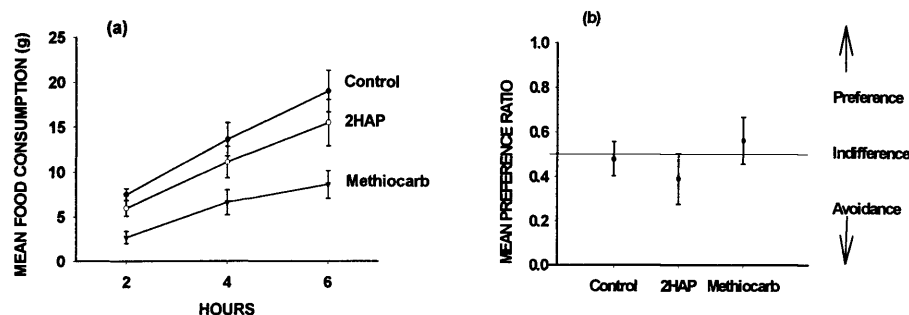 (a)
MEAN FOOD CONSUMPTION (g)
25
20
15
10
5
0
2 4 6
HOURS
Control
2HAP
Methiocarb
(b)
MEAN PREFERENCE RATIO
1.0
0.8
0.6
0.4
0.2
0.0
Control 2HAP Methiocarb
Preference
Indifference
Avoidance